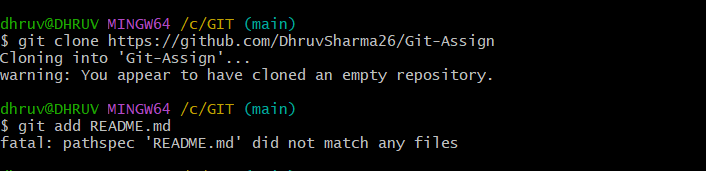 dhruv@DHRUV MINGW64 /c/GIT (main)
$ git clone https://github.com/DhruvSharma26/Git-Assign
Cloning into 'Git-Assign'...
warning: You appear to have cloned an empty repository.
dhruv@DHRUV MINGW64 /c/GIT (main)
$ git add README.md
fatal: pathspec 'README.md' did not match any files